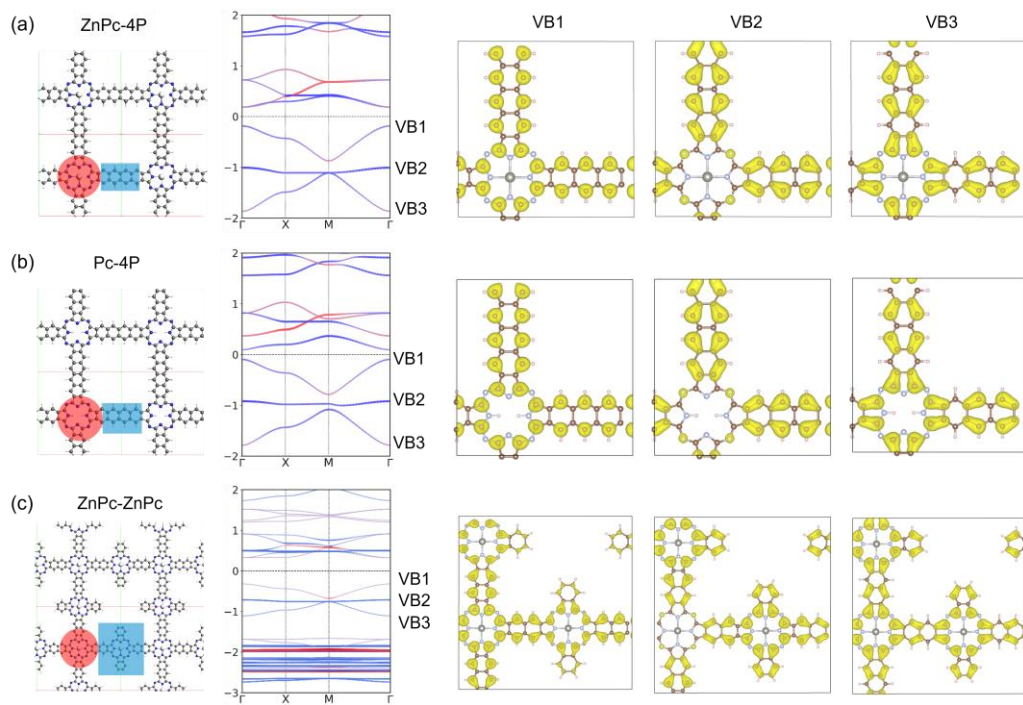 (a) ZnPc-4P VB1 VB2 VB3
2
1
0
−1
−2
Γ X M Γ
VB1
VB2
VB3
(b) Pc-4P
2
1
0
−1
−2
Γ X M Γ
VB1
VB2
VB3
(c) ZnPc-ZnPc
2
1
0
−1
−2
−3
Γ X M Γ
VB1
VB2
VB3